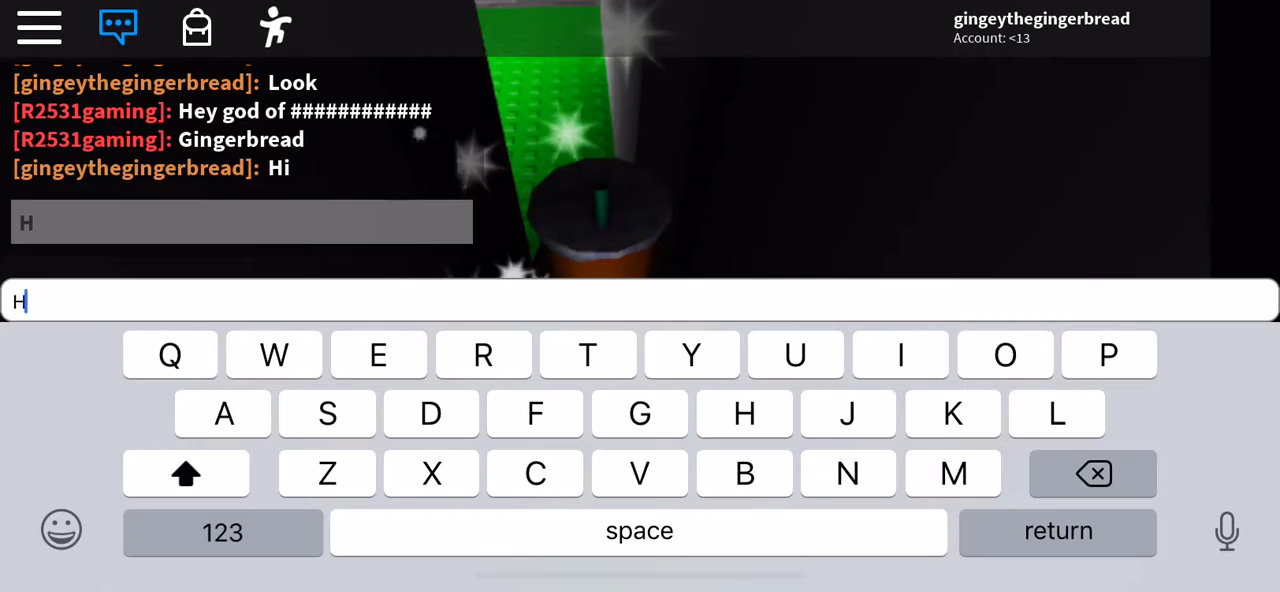 gingeythegingerbread
Account: <13
[gingeythegingerbread]: Look
[R2531gaming]: Hey god of ############
[R2531gaming]: Gingerbread
[gingeythegingerbread]: Hi
H
H
Q W E R T Y U I O P
A S D F G H J K L
Z X C V B N M
123 space return